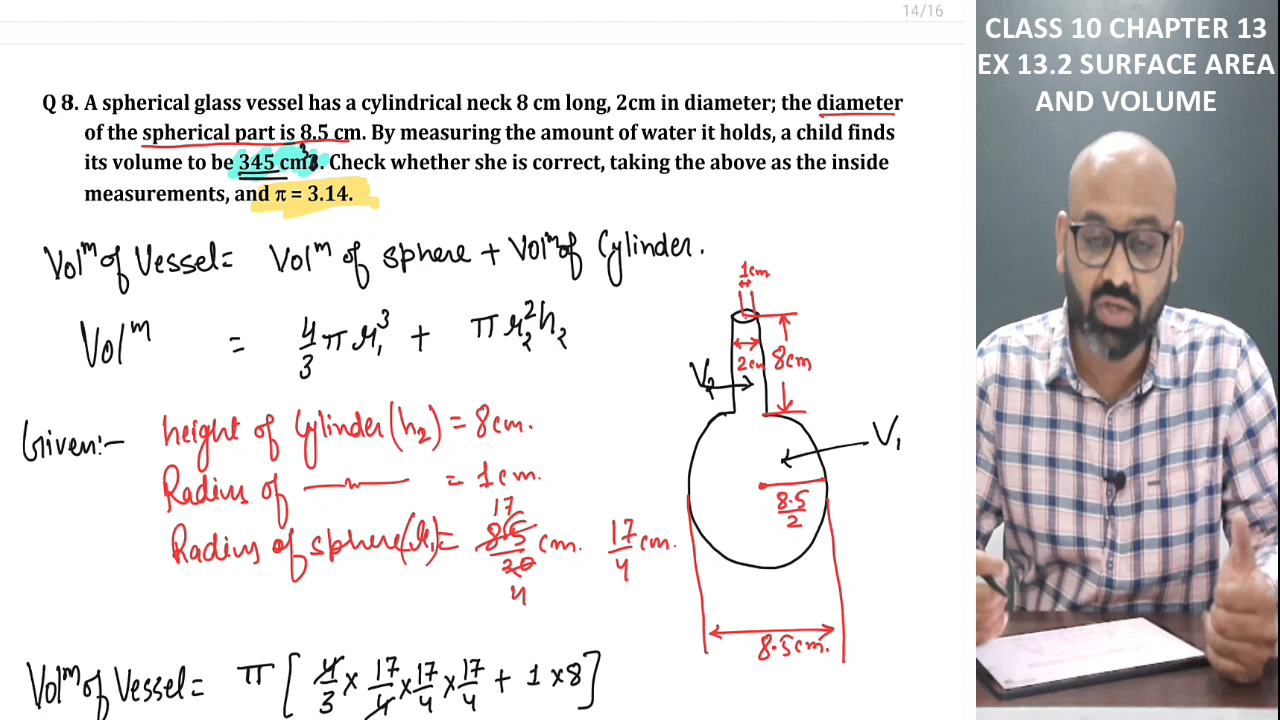 14/16
CLASS 10 CHAPTER 13
EX 13.2 SURFACE AREA
AND VOLUME
Q 8. A spherical glass vessel has a cylindrical neck 8 cm long, 2cm in diameter; the diameter
of the spherical part is 8.5 cm. By measuring the amount of water it holds, a child finds
its volume to be 345 cm³. Check whether she is correct, taking the above as the inside
measurements, and π = 3.14.
Volᵐ of Vessel = Volᵐ of sphere + Volᵐ of Cylinder.
Volᵐ = 4/3 π r₁³ + π r₂² h₂
Given:- height of Cylinder (h₂) = 8cm.
Radius of —〃— = 1cm.
Radius of sphere (r₁) = 17 8.5/20 4 cm. 17/4 cm.
Volᵐ of Vessel = π [ 4/3 × 17/4 × 17/4 × 17/4 + 1 × 8 ]
1cm
2cm
8cm
V₂
V₁
8.5/2
8.5cm.